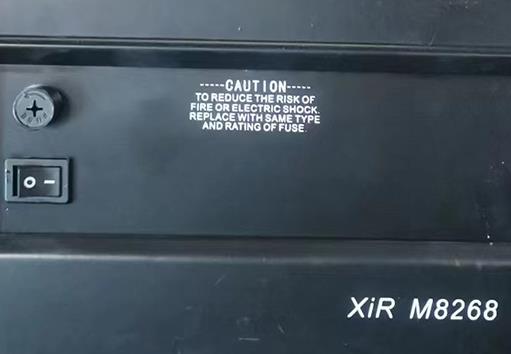 -----CAUTION-----
TO REDUCE THE RISK OF
FIRE OR ELECTRIC SHOCK.
REPLACE WITH SAME TYPE
AND RATING OF FUSE.
O –
XiR M8268